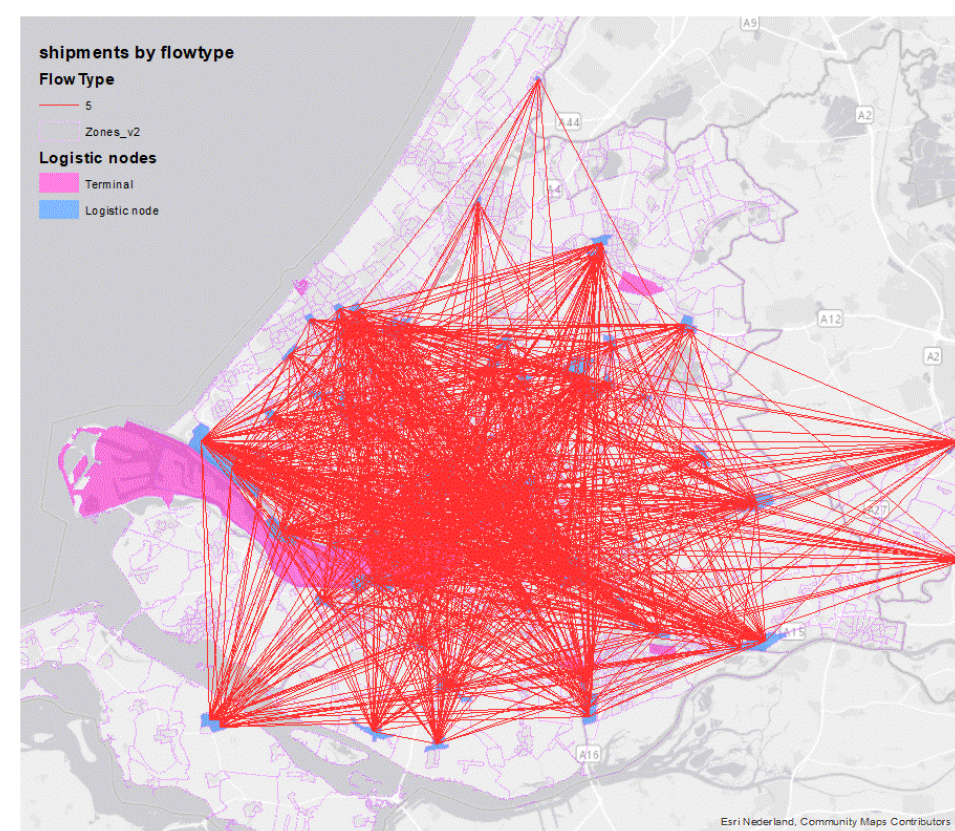 shipments by flowtype
Flow Type
5
Zones_v2
Logistic nodes
Terminal
Logistic node
A9
A2
A44
A4
A12
A2
A27
A15
A16
Esri Nederland, Community Maps Contributors